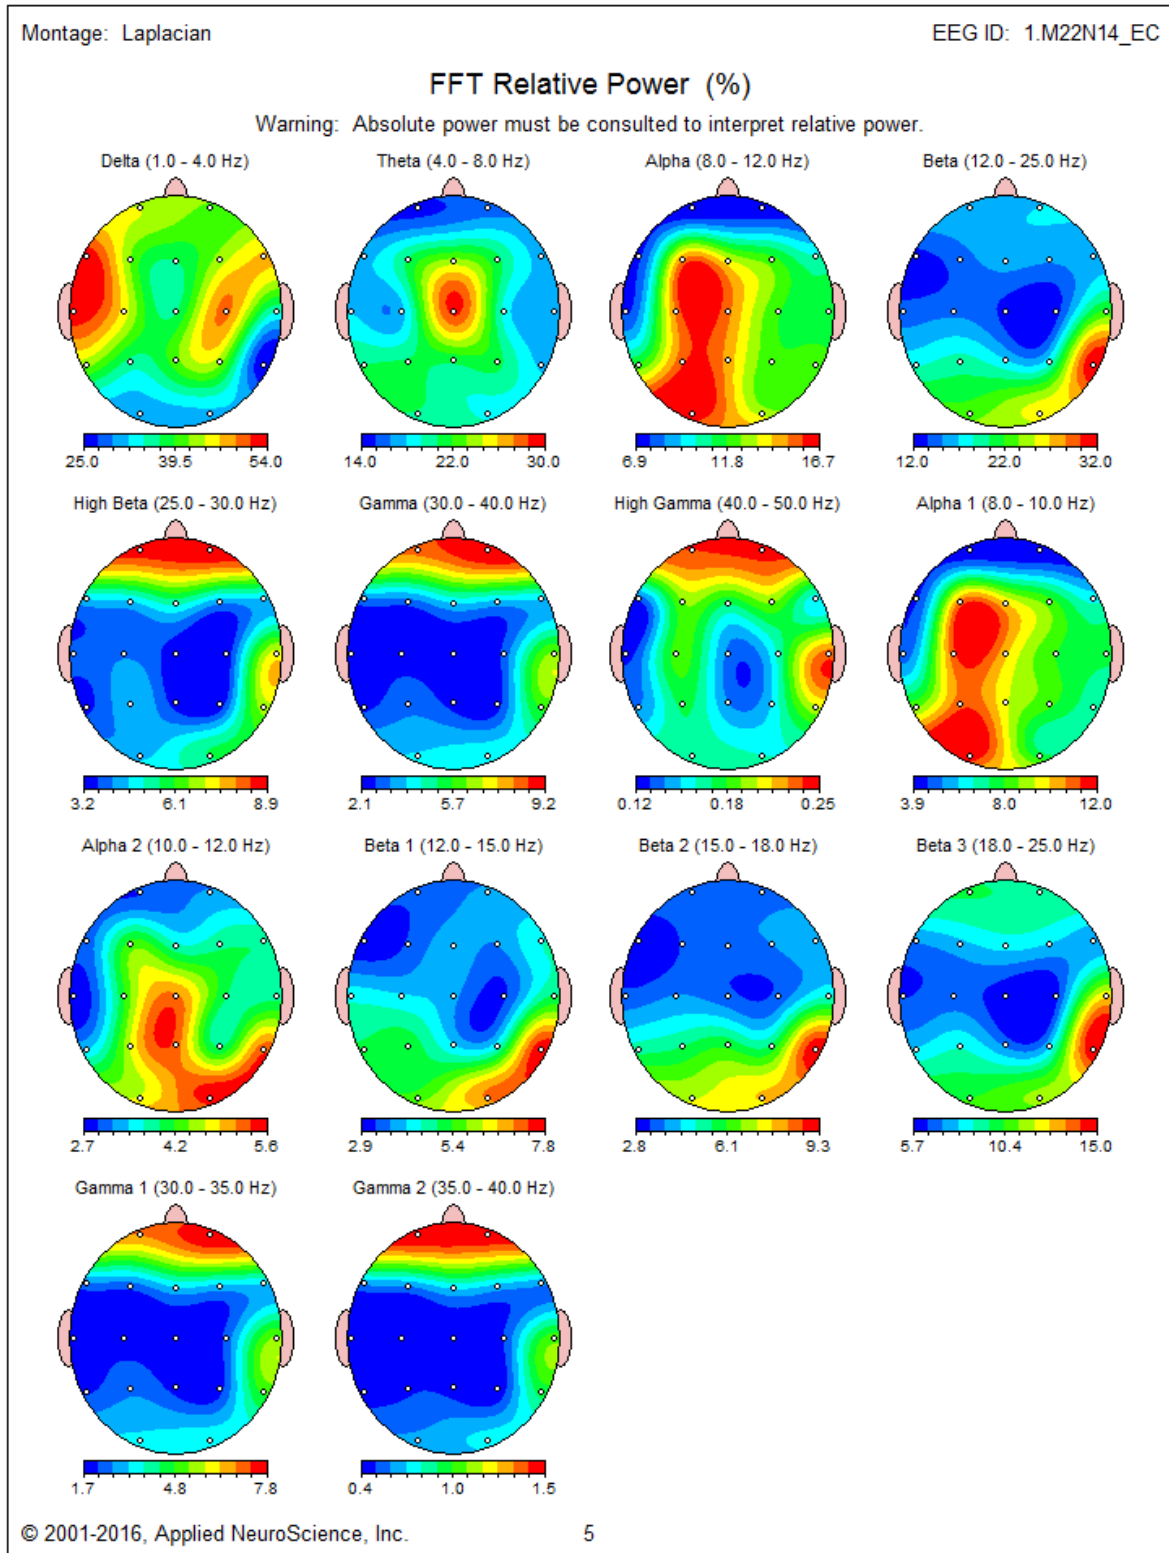 Montage: Laplacian EEG ID: 1.M22N14_EC
FFT Relative Power (%)
Warning: Absolute power must be consulted to interpret relative power.
Delta (1.0 - 4.0 Hz) Theta (4.0 - 8.0 Hz) Alpha (8.0 - 12.0 Hz) Beta (12.0 - 25.0 Hz)
25.0 39.5 54.0 14.0 22.0 30.0 6.9 11.8 16.7 12.0 22.0 32.0
High Beta (25.0 - 30.0 Hz) Gamma (30.0 - 40.0 Hz) High Gamma (40.0 - 50.0 Hz) Alpha 1 (8.0 - 10.0 Hz)
3.2 6.1 8.9 2.1 5.7 9.2 0.12 0.18 0.25 3.9 8.0 12.0
Alpha 2 (10.0 - 12.0 Hz) Beta 1 (12.0 - 15.0 Hz) Beta 2 (15.0 - 18.0 Hz) Beta 3 (18.0 - 25.0 Hz)
2.7 4.2 5.6 2.9 5.4 7.8 2.8 6.1 9.3 5.7 10.4 15.0
Gamma 1 (30.0 - 35.0 Hz) Gamma 2 (35.0 - 40.0 Hz)
1.7 4.8 7.8 0.4 1.0 1.5
© 2001-2016, Applied NeuroScience, Inc. 5